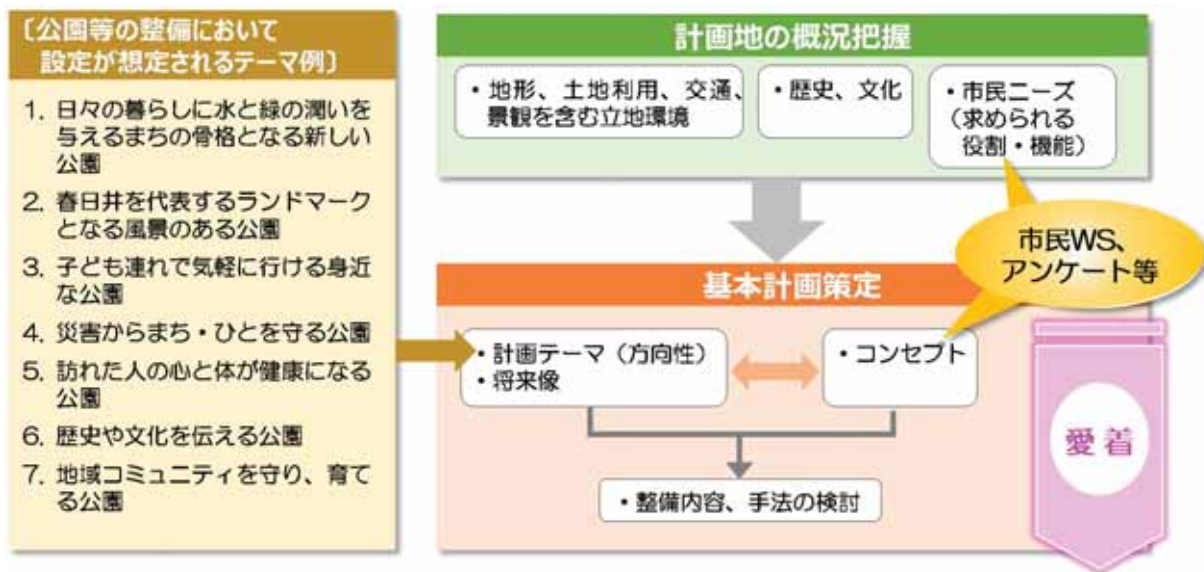 〔公園等の整備において
設定が想定されるテーマ例〕
1. 日々の暮らしに水と緑の潤いを
与えるまちの骨格となる新しい
公園
2. 春日井を代表するランドマーク
となる風景のある公園
3. 子ども連れで気軽に行ける身近
な公園
4. 災害からまち・ひとを守る公園
5. 訪れた人の心と体が健康になる
公園
6. 歴史や文化を伝える公園
7. 地域コミュニティを守り、育て
る公園
計画地の概況把握
・地形、土地利用、交通、
景観を含む立地環境
・歴史、文化
・市民ニーズ
（求められる
役割・機能）
市民WS、
アンケート等
基本計画策定
・計画テーマ（方向性）
・将来像
・コンセプト
・整備内容、手法の検討
愛着